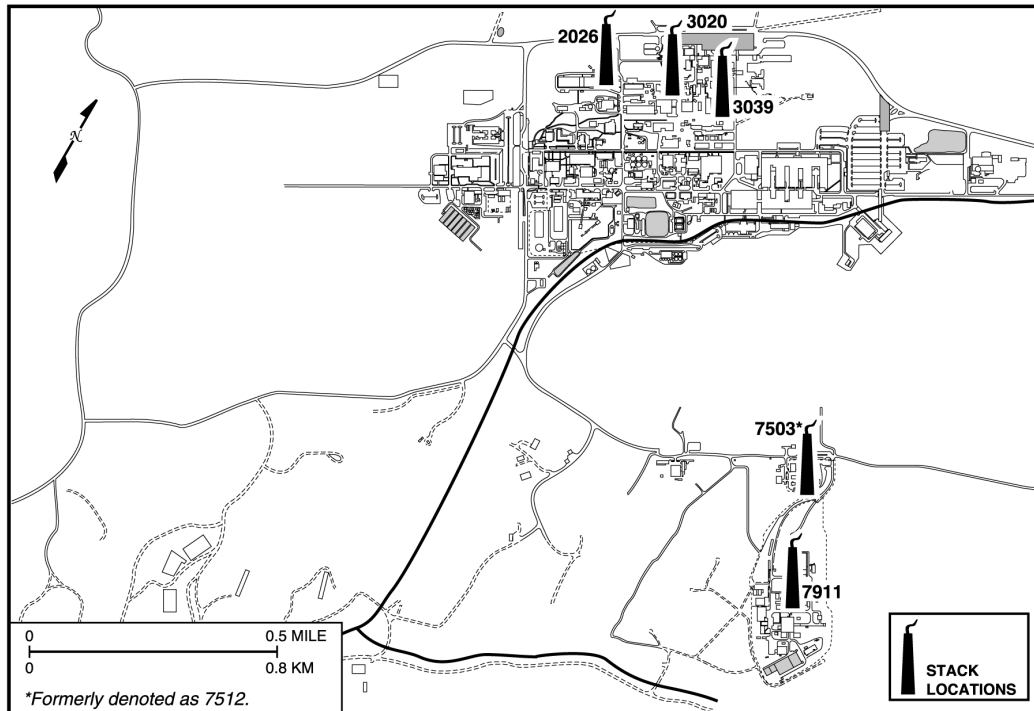 3020
2026
3039
N
7503*
7911
0 0.5 MILE
0 0.8 KM
*Formerly denoted as 7512.
STACK
LOCATIONS